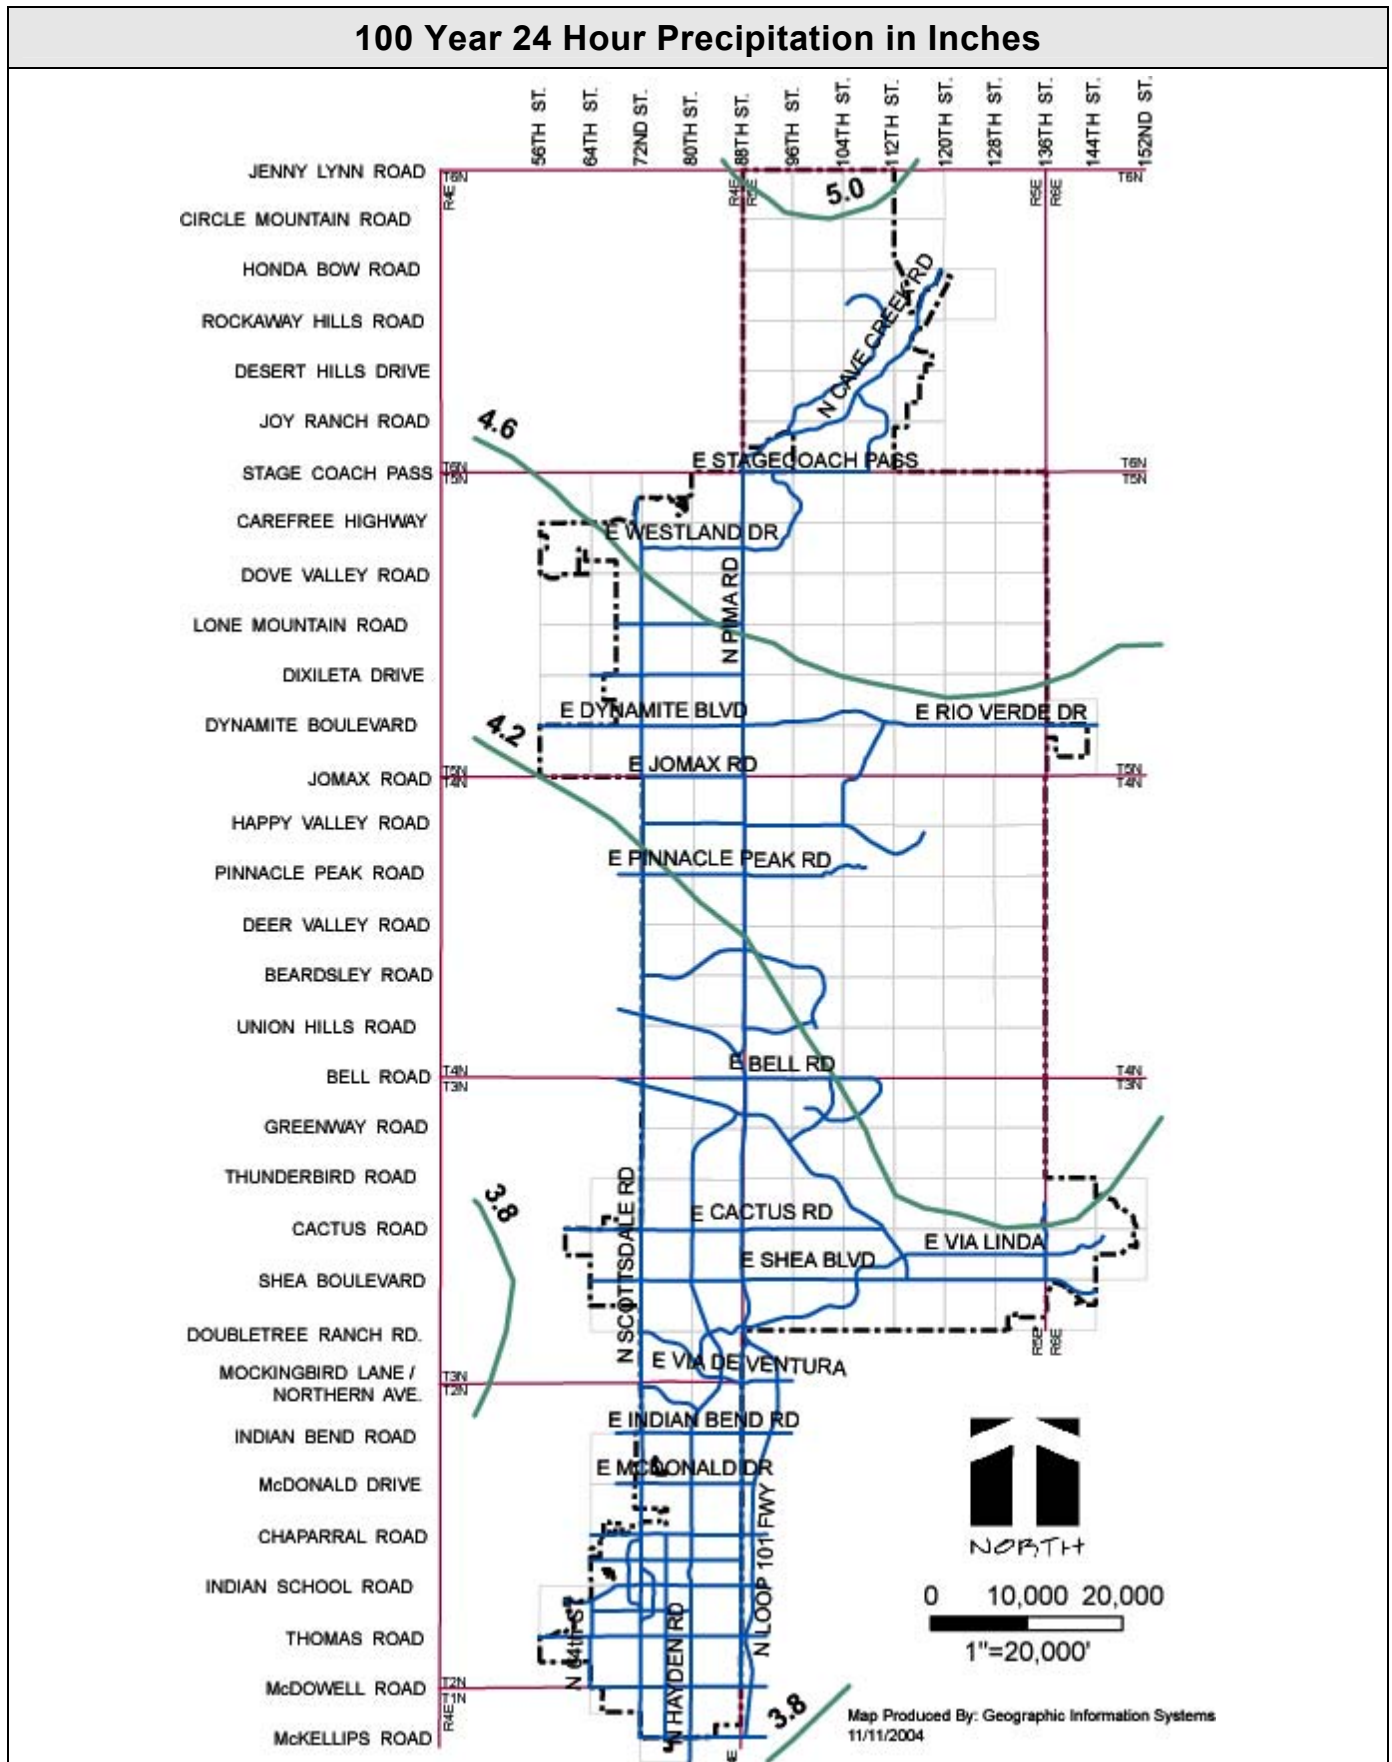 100 Year 24 Hour Precipitation in Inches
56TH ST.
64TH ST.
72ND ST.
80TH ST.
88TH ST.
96TH ST.
104TH ST.
112TH ST.
120TH ST.
128TH ST.
136TH ST.
144TH ST.
152ND ST.
JENNY LYNN ROAD
T6N
R4E
R4E
R5E
5.0
R5E
R6E
T6N
CIRCLE MOUNTAIN ROAD
HONDA BOW ROAD
N CAVE CREEK RD
ROCKAWAY HILLS ROAD
DESERT HILLS DRIVE
JOY RANCH ROAD
4.6
STAGE COACH PASS
T6N
T5N
E STAGECOACH PASS
T6N
T5N
CAREFREE HIGHWAY
E WESTLAND DR
DOVE VALLEY ROAD
N PIMA RD
LONE MOUNTAIN ROAD
DIXILETA DRIVE
E DYNAMITE BLVD
E RIO VERDE DR
DYNAMITE BOULEVARD
4.2
E JOMAX RD
JOMAX ROAD
T5N
T4N
T5N
T4N
HAPPY VALLEY ROAD
E PINNACLE PEAK RD
PINNACLE PEAK ROAD
DEER VALLEY ROAD
BEARDSLEY ROAD
UNION HILLS ROAD
E BELL RD
BELL ROAD
T4N
T3N
T4N
T3N
GREENWAY ROAD
THUNDERBIRD ROAD
3.8
N SCOTTSDALE RD
E CACTUS RD
CACTUS ROAD
E VIA LINDA
E SHEA BLVD
SHEA BOULEVARD
DOUBLETREE RANCH RD.
R5E
R6E
E VIA DE VENTURA
MOCKINGBIRD LANE /
NORTHERN AVE.
T3N
T2N
E INDIAN BEND RD
INDIAN BEND ROAD
E MCDONALD DR
McDONALD DRIVE
N LOOP 101 FWY
CHAPARRAL ROAD
NORTH
INDIAN SCHOOL ROAD
0 10,000 20,000
1"=20,000'
N 64th ST
N HAYDEN RD
THOMAS ROAD
McDOWELL ROAD
T2N
T1N
R4E
3.8
Map Produced By: Geographic Information Systems
11/11/2004
McKELLIPS ROAD